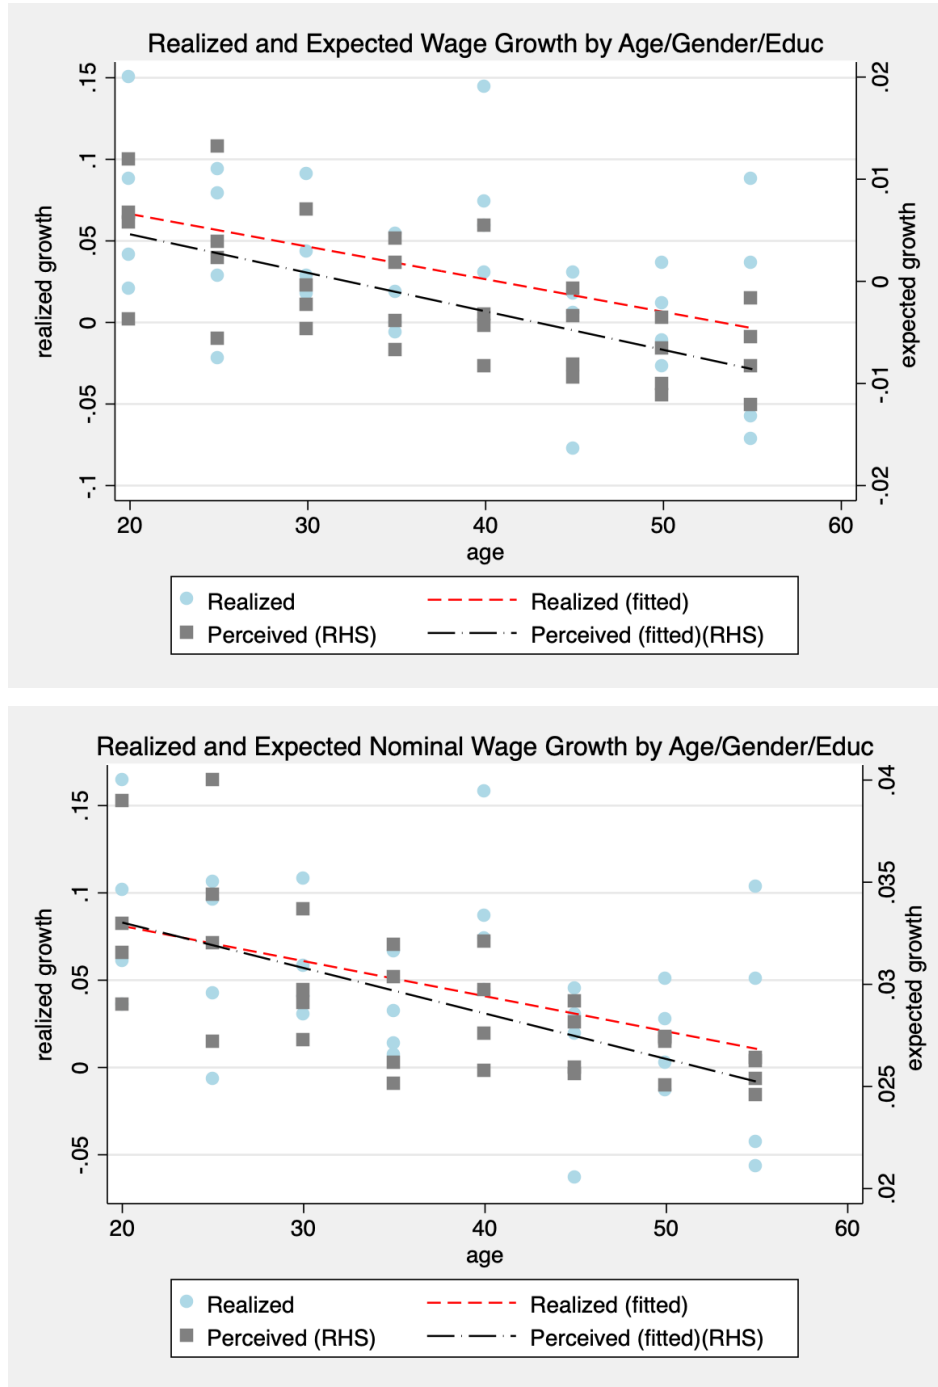 Realized and Expected Wage Growth by Age/Gender/Educ
.15
.1
.05
0
-.05
-.1
realized growth
.02
.01
0
-.01
-.02
expected growth
20 30 40 50 60
age
Realized Realized (fitted)
Perceived (RHS) Perceived (fitted)(RHS)
Realized and Expected Nominal Wage Growth by Age/Gender/Educ
.15
.1
.05
0
-.05
realized growth
.04
.035
.03
.025
.02
expected growth
20 30 40 50 60
age
Realized Realized (fitted)
Perceived (RHS) Perceived (fitted)(RHS)